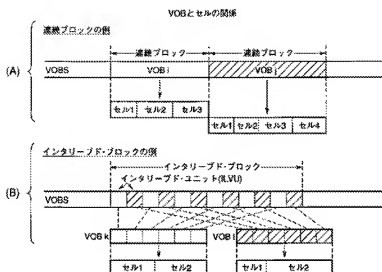 VOBとセルの関係
連続ブロックの例
連続ブロック 連続ブロック
(A) VOBS VOB i VOB j
セル1 セル2 セル3
セル1 セル2 セル3 セル4
インタリーブド・ブロックの例
インタリーブド・ブロック
インタリーブド・ユニット(ILVU)
(B) VOBS
VOB k VOB l
セル1 セル2 セル1 セル2